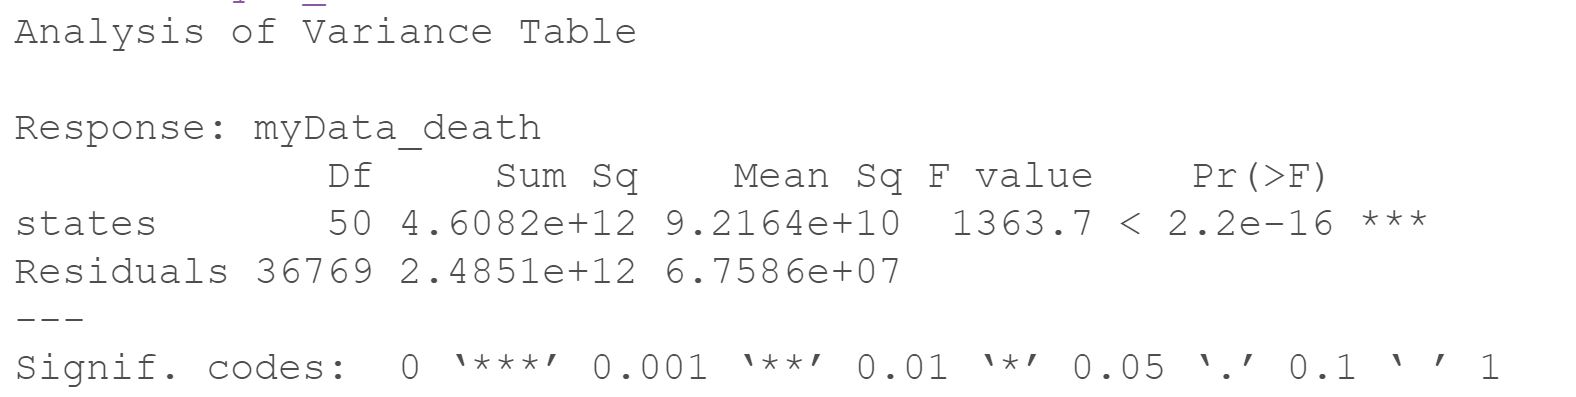 Analysis of Variance Table
Response: myData_death
Df Sum Sq Mean Sq F value Pr(>F)
states 50 4.6082e+12 9.2164e+10 1363.7 < 2.2e-16 ***
Residuals 36769 2.4851e+12 6.7586e+07
---
Signif. codes: 0 ‘***’ 0.001 ‘**’ 0.01 ‘*’ 0.05 ‘.’ 0.1 ‘ ’ 1